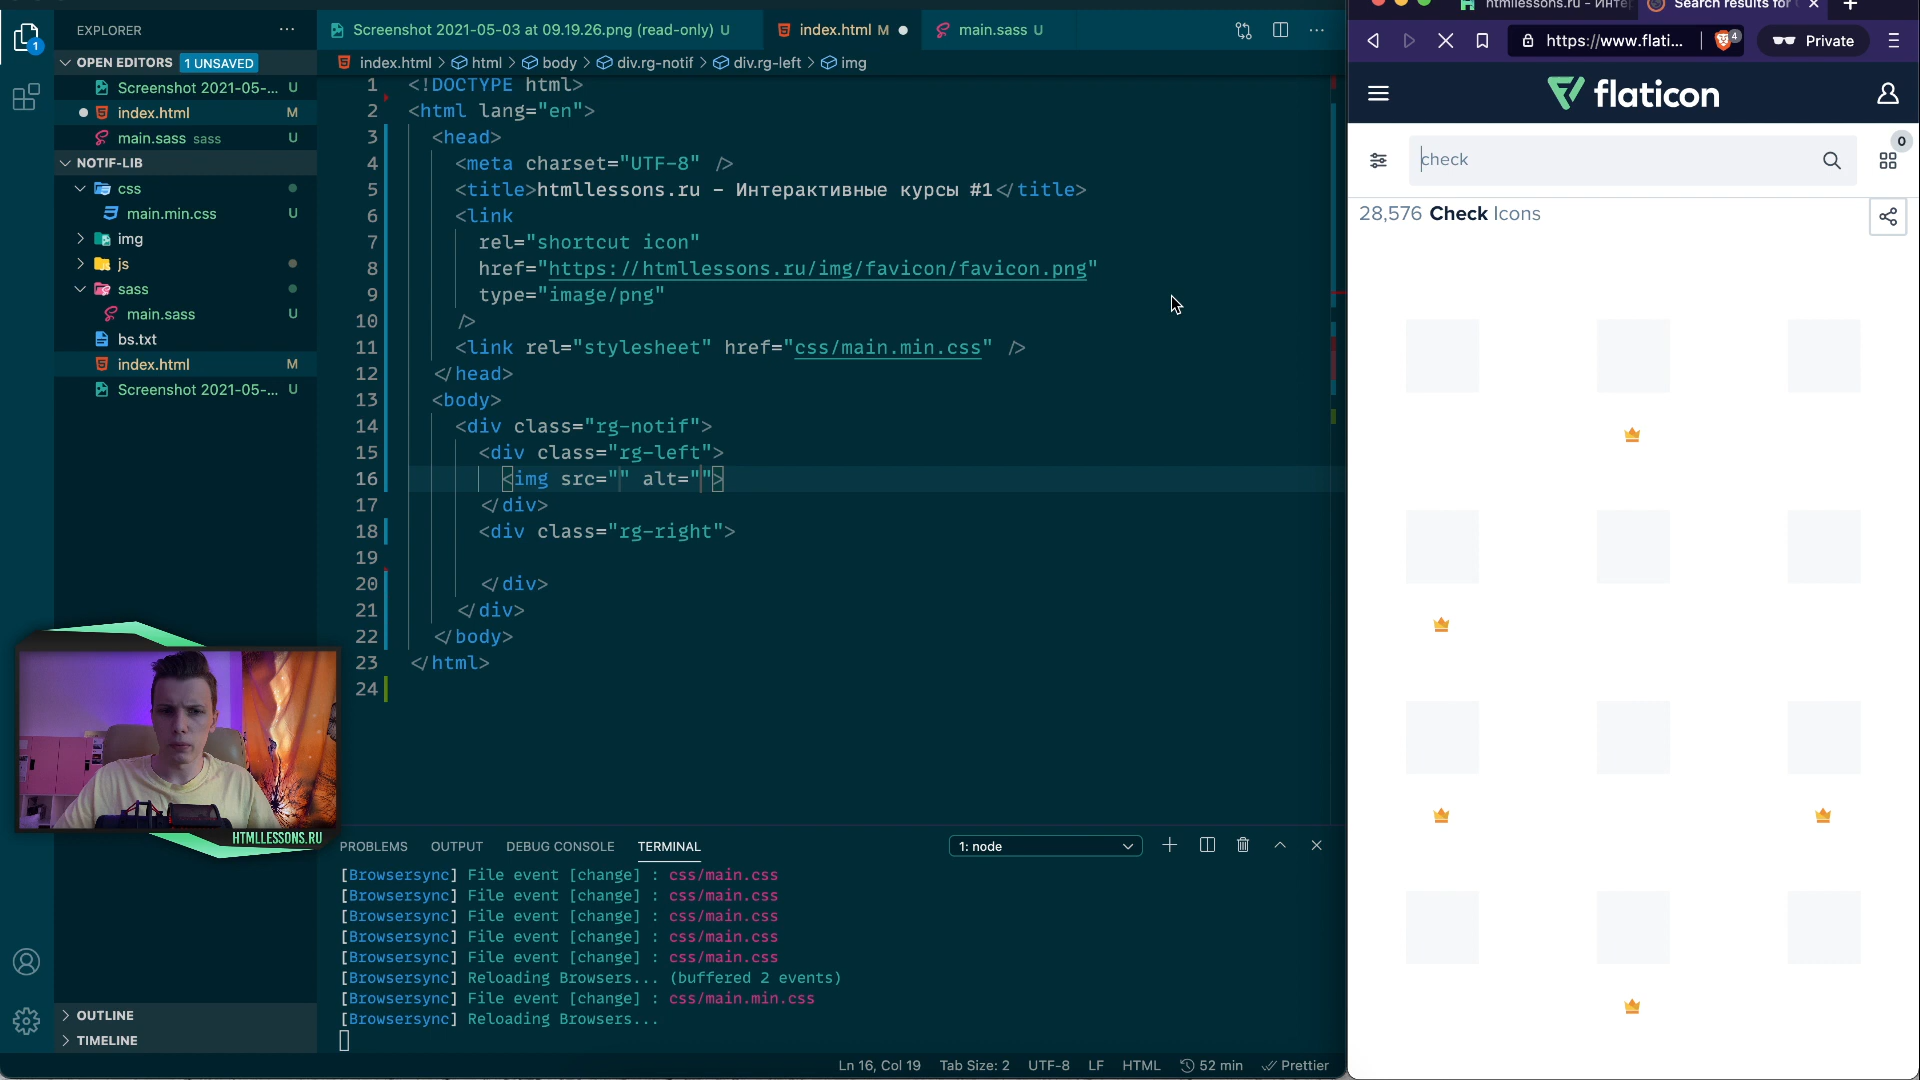 EXPLORER
OPEN EDITORS 1 UNSAVED
Screenshot 2021-05-... U
index.html M
main.sass sass U
NOTIF-LIB
css
main.min.css U
img
js
sass
main.sass U
bs.txt
index.html M
Screenshot 2021-05-... U
HTMLLESSONS.RU
OUTLINE
TIMELINE
Screenshot 2021-05-03 at 09.19.26.png (read-only) U
index.html M
main.sass U
index.html > html > body > div.rg-notif > div.rg-left > img
1 <!DOCTYPE html>
2 <html lang="en">
3 <head>
4 <meta charset="UTF-8" />
5 <title>htmllessons.ru - Интерактивные курсы #1</title>
6 <link
7 rel="shortcut icon"
8 href="https://htmllessons.ru/img/favicon/favicon.png"
9 type="image/png"
10 />
11 <link rel="stylesheet" href="css/main.min.css" />
12 </head>
13 <body>
14 <div class="rg-notif">
15 <div class="rg-left">
16 <img src="" alt="">
17 </div>
18 <div class="rg-right">
19
20 </div>
21 </div>
22 </body>
23 </html>
24
PROBLEMS OUTPUT DEBUG CONSOLE TERMINAL 1: node
[Browsersync] File event [change] : css/main.css
[Browsersync] File event [change] : css/main.css
[Browsersync] File event [change] : css/main.css
[Browsersync] File event [change] : css/main.css
[Browsersync] File event [change] : css/main.css
[Browsersync] Reloading Browsers... (buffered 2 events)
[Browsersync] File event [change] : css/main.min.css
[Browsersync] Reloading Browsers...
Ln 16, Col 19 Tab Size: 2 UTF-8 LF HTML 52 min Prettier
htmllessons.ru - Инте
Search results for
https://www.flati... 4 Private
flaticon
check
0
28,576 Check Icons